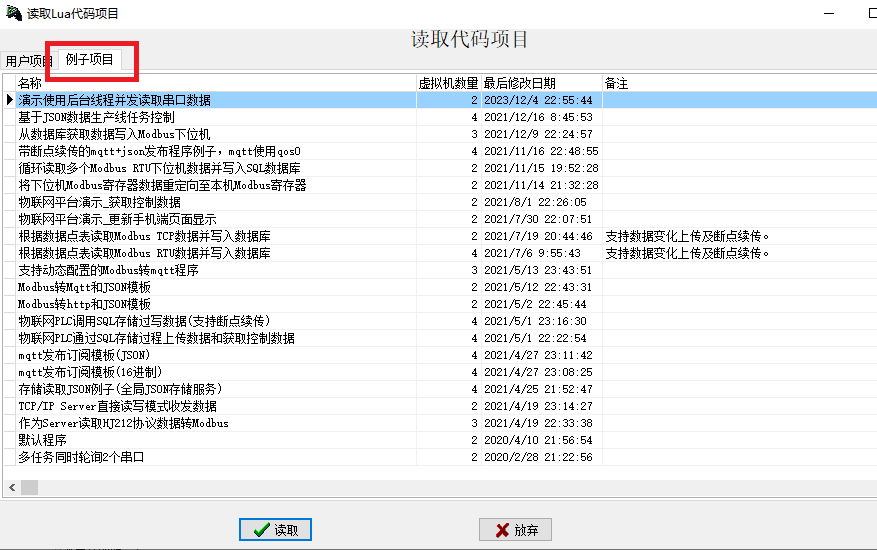 读取Lua代码项目
读取代码项目
用户项目 例子项目
名称 虚拟机数量 最后修改日期 备注
演示使用后台线程并发读取串口数据 2 2023/12/4 22:55:44
基于JSON数据生产线任务控制 4 2021/12/16 8:45:53
从数据库获取数据写入Modbus下位机 3 2021/12/9 22:24:57
带断点续传的mqtt+json发布程序例子，mqtt使用qos0 4 2021/11/16 22:48:55
循环读取多个Modbus RTU下位机数据并写入SQL数据库 2 2021/11/15 19:52:28
将下位机Modbus寄存器数据重定向至本机Modbus寄存器 2 2021/11/14 21:32:28
物联网平台演示_获取控制数据 2 2021/8/1 22:26:05
物联网平台演示_更新手机端页面显示 2 2021/7/30 22:07:51
根据数据点表读取Modbus TCP数据并写入数据库 2 2021/7/19 20:44:46 支持数据变化上传及断点续传。
根据数据点表读取Modbus RTU数据并写入数据库 4 2021/7/6 9:55:43 支持数据变化上传及断点续传。
支持动态配置的Modbus转mqtt程序 3 2021/5/13 23:43:51
Modbus转Mqtt和JSON模板 2 2021/5/12 22:43:31
Modbus转http和JSON模板 2 2021/5/2 22:45:44
物联网PLC调用SQL存储过写数据(支持断点续传) 4 2021/5/1 23:16:30
物联网PLC通过SQL存储过程上传数据和获取控制数据 4 2021/5/1 22:22:54
mqtt发布订阅模板(JSON) 4 2021/4/27 23:11:42
mqtt发布订阅模板(16进制) 4 2021/4/27 23:08:25
存储读取JSON例子(全局JSON存储服务) 4 2021/4/25 21:52:47
TCP/IP Server直接读写模式收发数据 2 2021/4/19 23:14:27
作为Server读取HJ212协议数据转Modbus 3 2021/4/19 22:33:38
默认程序 2 2020/4/10 21:56:54
多任务同时轮询2个串口 2 2020/2/28 21:22:56
读取 放弃